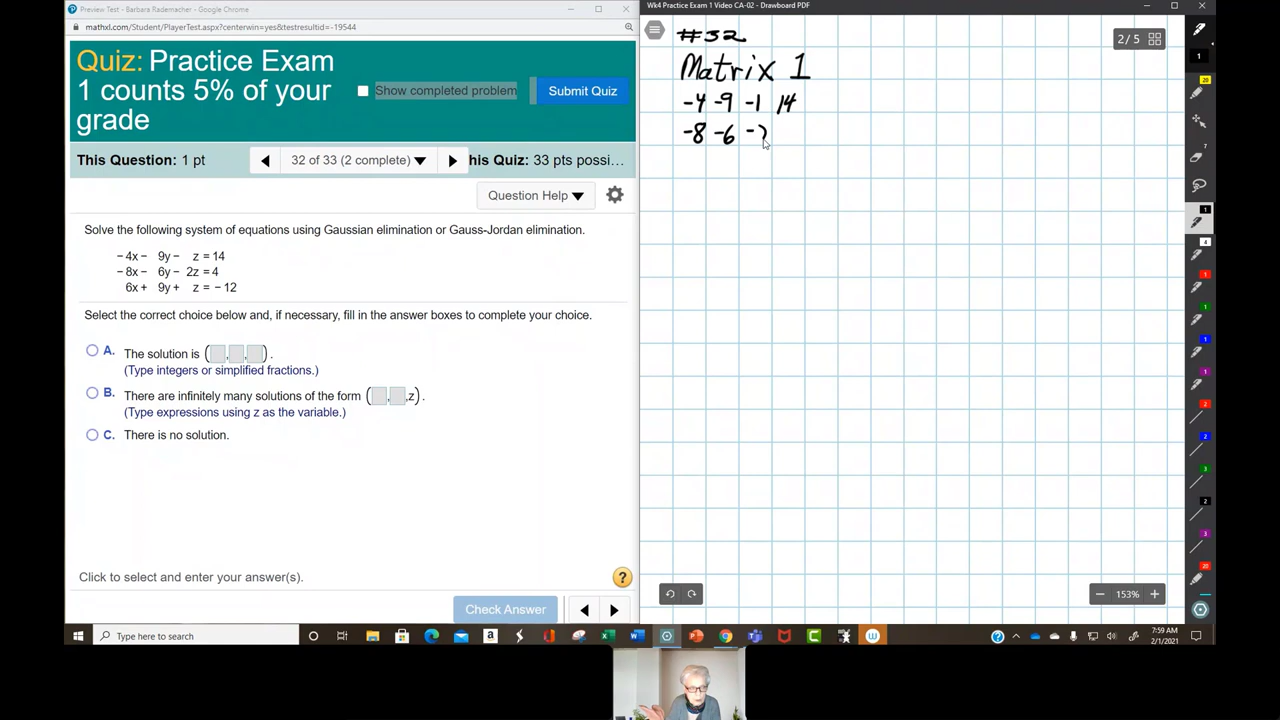 Preview Test - Barbara Rademacher - Google Chrome
mathxl.com/Student/PlayerTest.aspx?centerwin=yes&testresultid=-19544
Quiz: Practice Exam
1 counts 5% of your
grade
Show completed problem
Submit Quiz
This Question: 1 pt
32 of 33 (2 complete)
his Quiz: 33 pts possi...
Question Help
Solve the following system of equations using Gaussian elimination or Gauss-Jordan elimination.
- 4x - 9y - z = 14
- 8x - 6y - 2z = 4
6x + 9y + z = - 12
Select the correct choice below and, if necessary, fill in the answer boxes to complete your choice.
A. The solution is ( , , ).
(Type integers or simplified fractions.)
B. There are infinitely many solutions of the form ( , ,z).
(Type expressions using z as the variable.)
C. There is no solution.
Click to select and enter your answer(s).
?
Check Answer
Wk4 Practice Exam 1 Video CA-02 - Drawboard PDF
2 / 5
#32
Matrix 1
-4 -9 -1 14
-8 -6 -2
153%
Type here to search
7:59 AM
2/1/2021